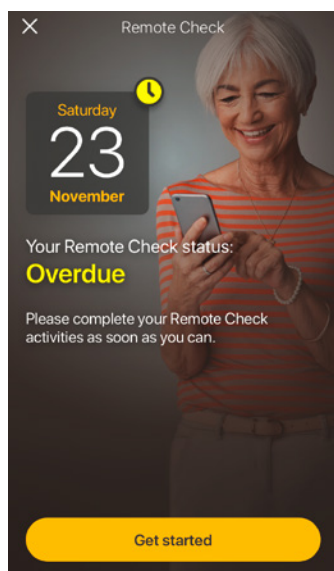 Remote Check
Saturday
23
November
Your Remote Check status:
Overdue
Please complete your Remote Check
activities as soon as you can.
Get started